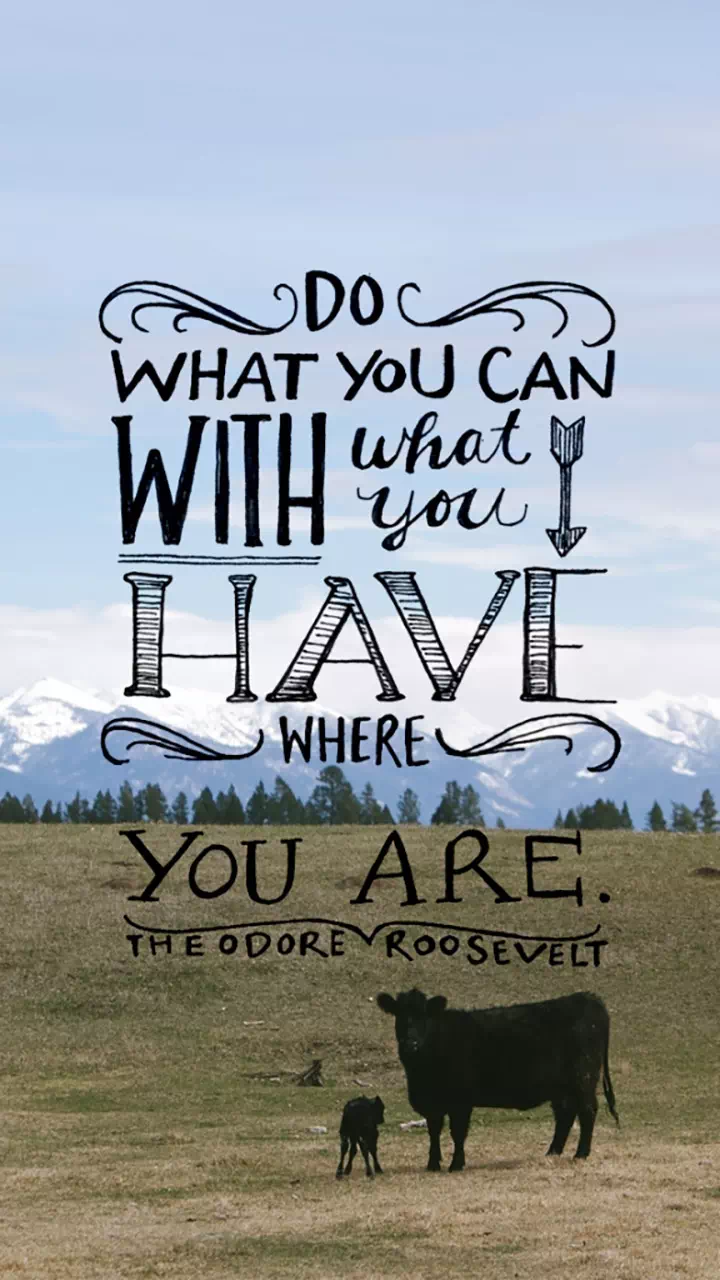 DO
WHAT YOU CAN
WITH what
you
HAVE
WHERE
YOU ARE.
THEODORE ROOSEVELT